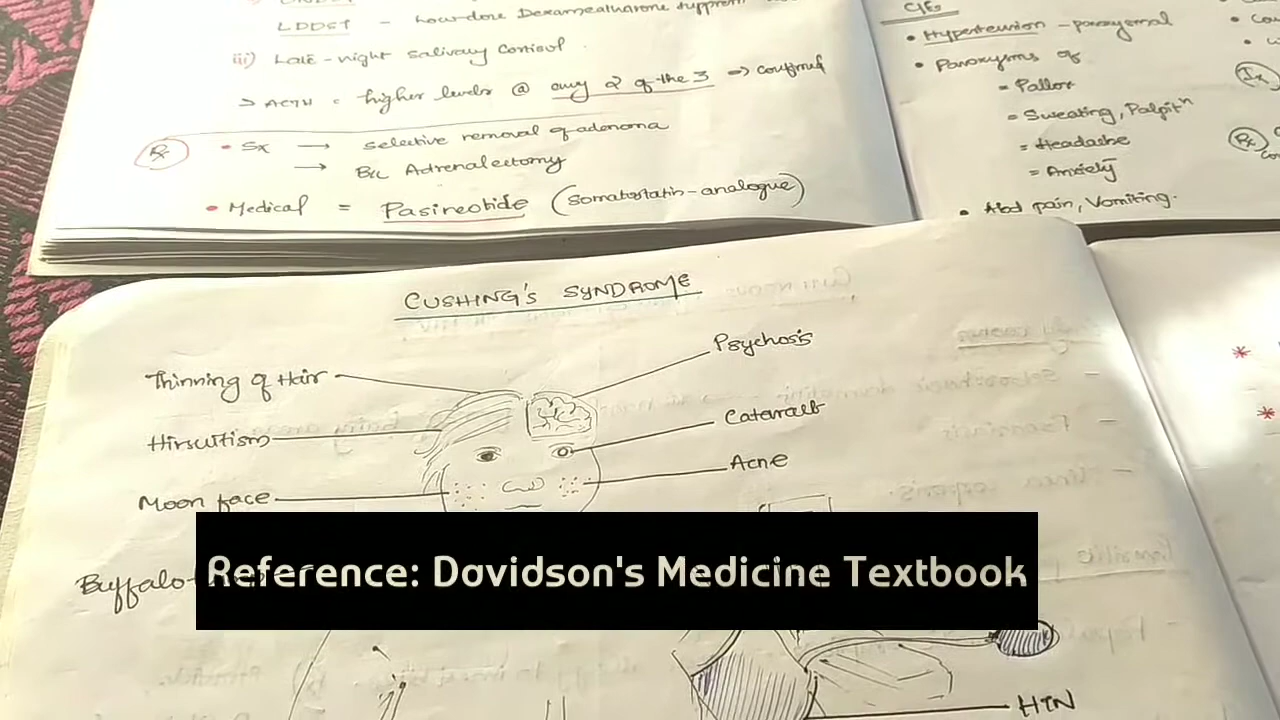 LDDST - Low dose Dexamethasone suppren
iii) Late-night salivary Cortisol
> ACTH = higher levels @ any 2 of the 3 => confirmed
Rx • Sx → selective removal of adenoma
→ B/L Adrenalectomy
• Medical = Pasireotide (Somatostatin-analogue)
C/F:
• Hypertension - paroxysmal
• Paroxysms of
= Pallor
= Sweating, Palpitn
= Headache
= Anxiety
• Abd pain, Vomiting.
Ix
Rx
CUSHING'S SYNDROME
Psychosis
Thinning of Hair
Cataract
Hirsutism
Acne
Moon face
Buffalo
Reference: Davidson's Medicine Textbook
HTN